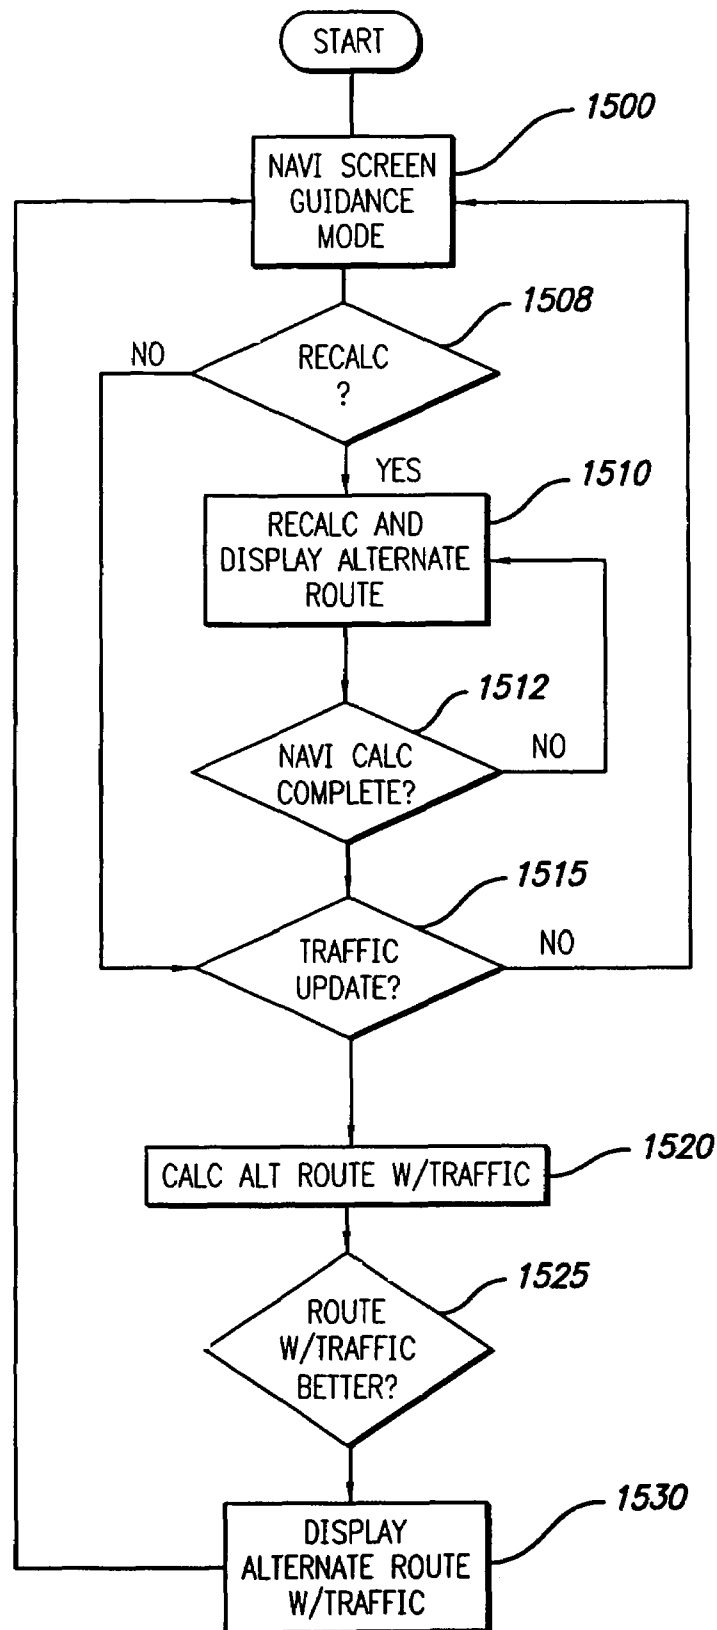 START
1500
NAVI SCREEN
GUIDANCE
MODE
1508
NO
RECALC
?
YES
1510
RECALC AND
DISPLAY ALTERNATE
ROUTE
1512
NAVI CALC
COMPLETE?
NO
1515
TRAFFIC
UPDATE?
NO
1520
CALC ALT ROUTE W/TRAFFIC
1525
ROUTE
W/TRAFFIC
BETTER?
1530
DISPLAY
ALTERNATE ROUTE
W/TRAFFIC